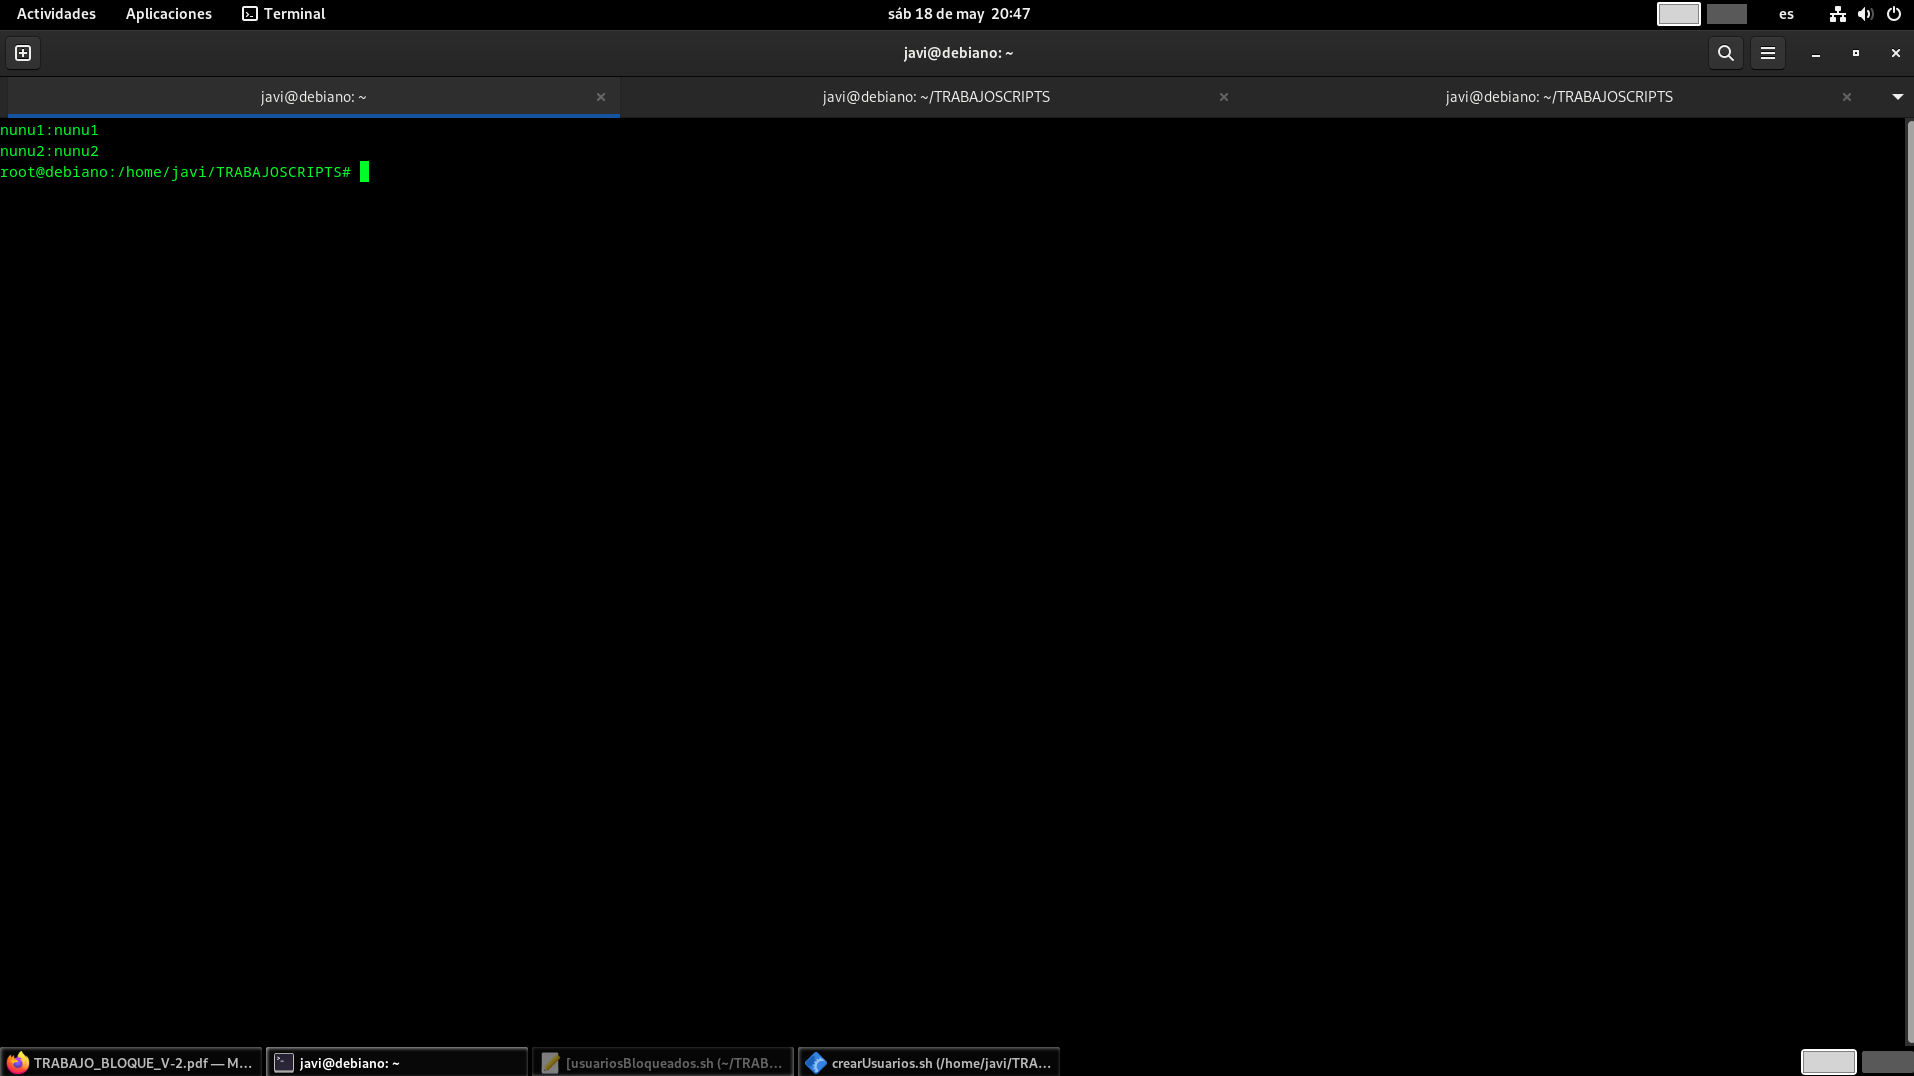 Actividades Aplicaciones Terminal sáb 18 de may 20:47 es
javi@debiano: ~
javi@debiano: ~ javi@debiano: ~/TRABAJOSCRIPTS javi@debiano: ~/TRABAJOSCRIPTS
nunu1:nunu1
nunu2:nunu2
root@debiano:/home/javi/TRABAJOSCRIPTS#
TRABAJO_BLOQUE_V-2.pdf — M... javi@debiano: ~ [usuariosBloqueados.sh (~/TRAB... crearUsuarios.sh (/home/javi/TRA...